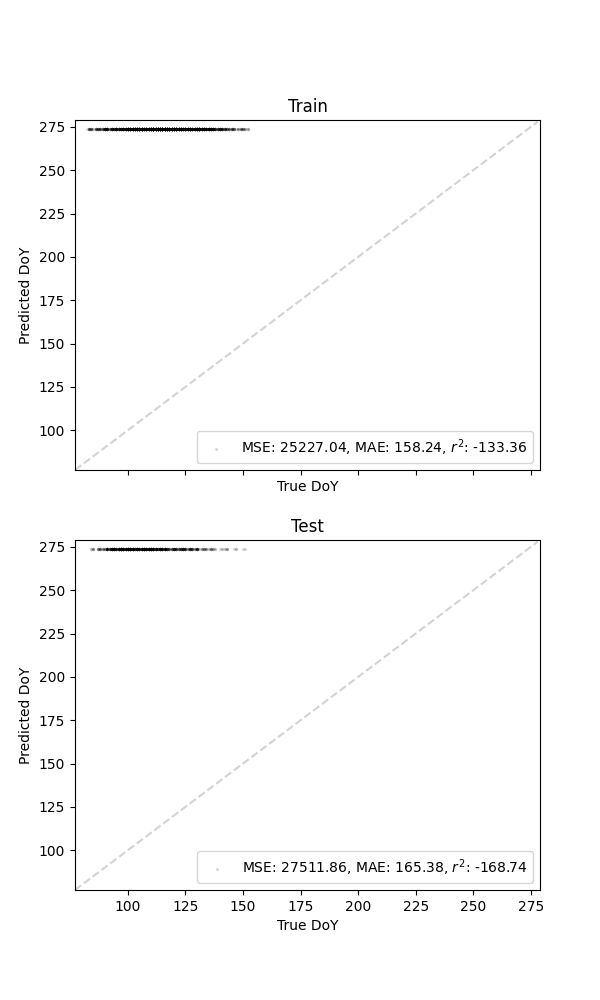 Train
275
250
225
200
175
150
125
100
Predicted DoY
MSE: 25227.04, MAE: 158.24, r²: -133.36
True DoY
Test
275
250
225
200
175
150
125
100
Predicted DoY
MSE: 27511.86, MAE: 165.38, r²: -168.74
100 125 150 175 200 225 250 275
True DoY